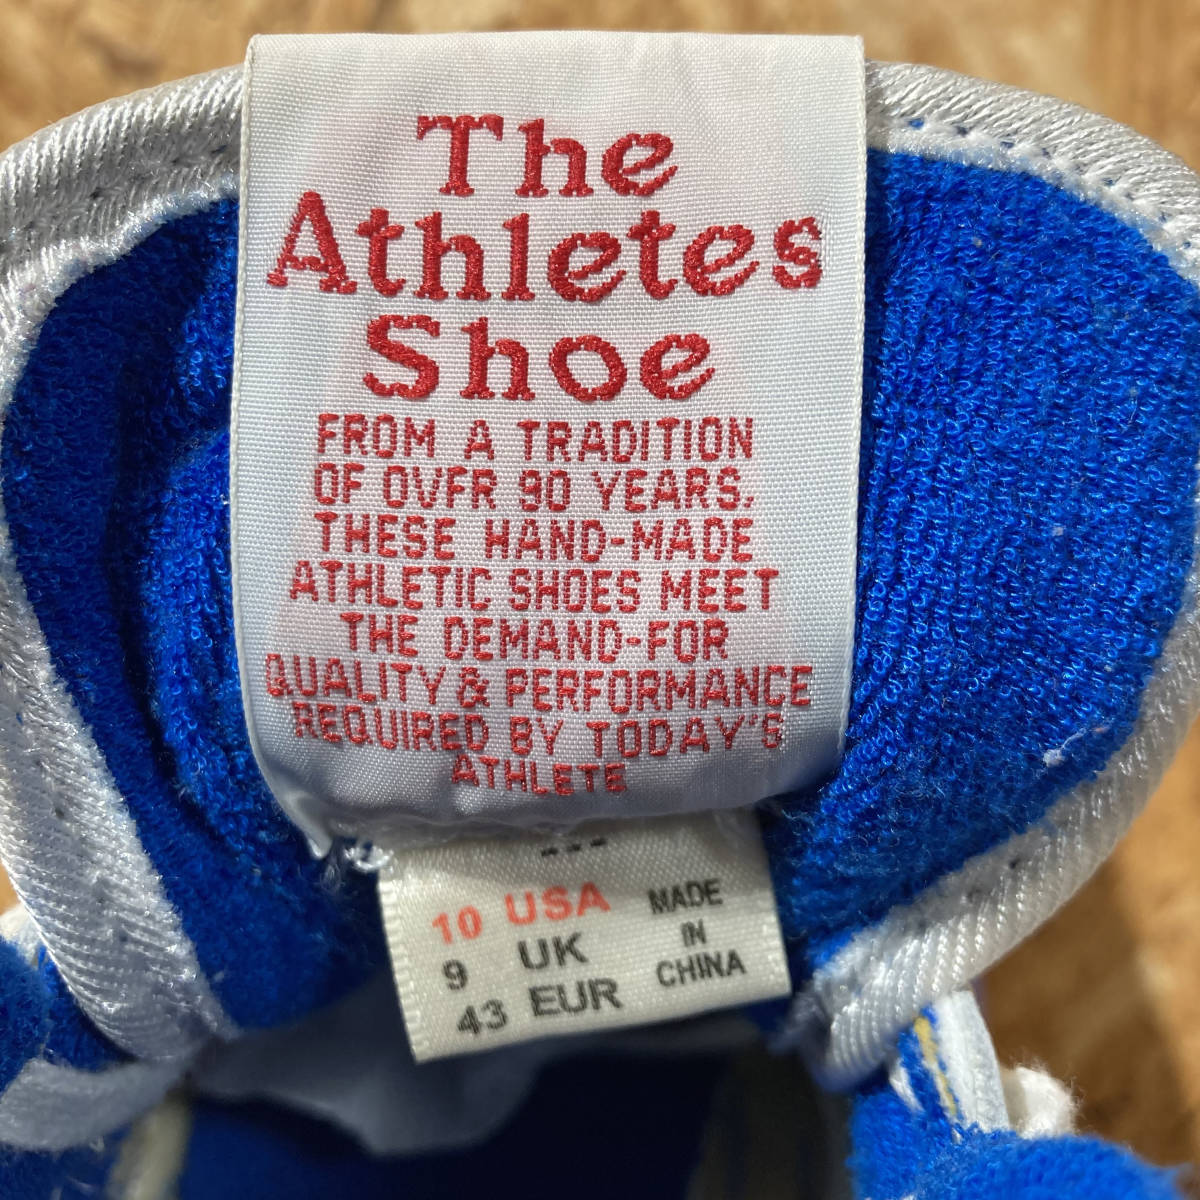 The
Athletes
Shoe
FROM A TRADITION
OF OVER 90 YEARS,
THESE HAND-MADE
ATHLETIC SHOES MEET
THE DEMAND-FOR
QUALITY & PERFORMANCE
REQUIRED BY TODAY'S
ATHLETE
10 USA
9 UK
43 EUR
MADE
IN
CHINA